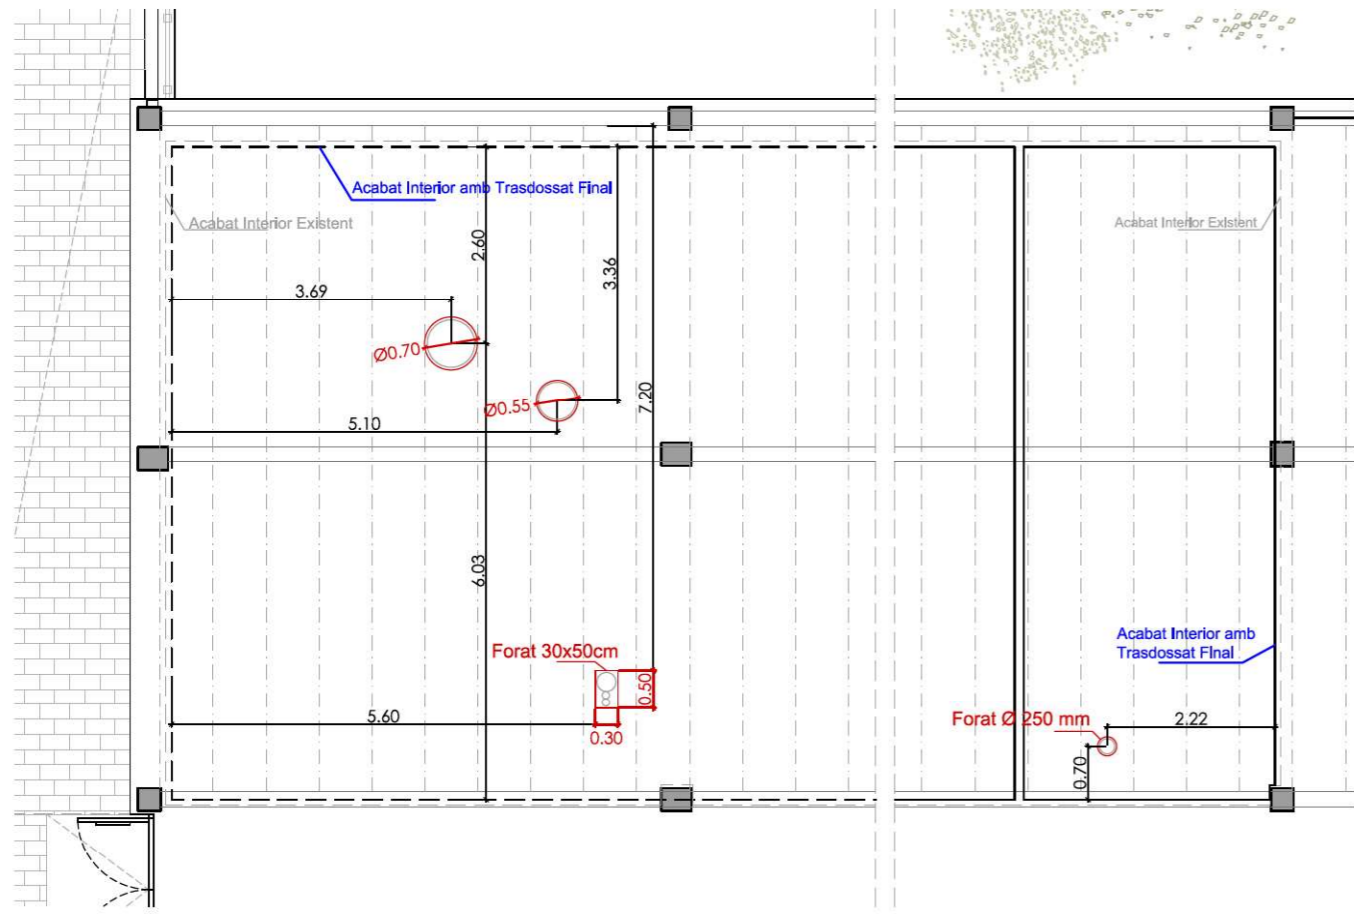 Acabat Interior amb Trasdossat Final
Acabat Interior Existent
Acabat Interior Existent
2.60
3.36
3.69
Ø0.70
7.20
Ø0.55
5.10
6.03
Acabat Interior amb
Trasdossat FInal
Forat 30x50cm
0.50
5.60
0.30
Forat Ø 250 mm
2.22
0.70